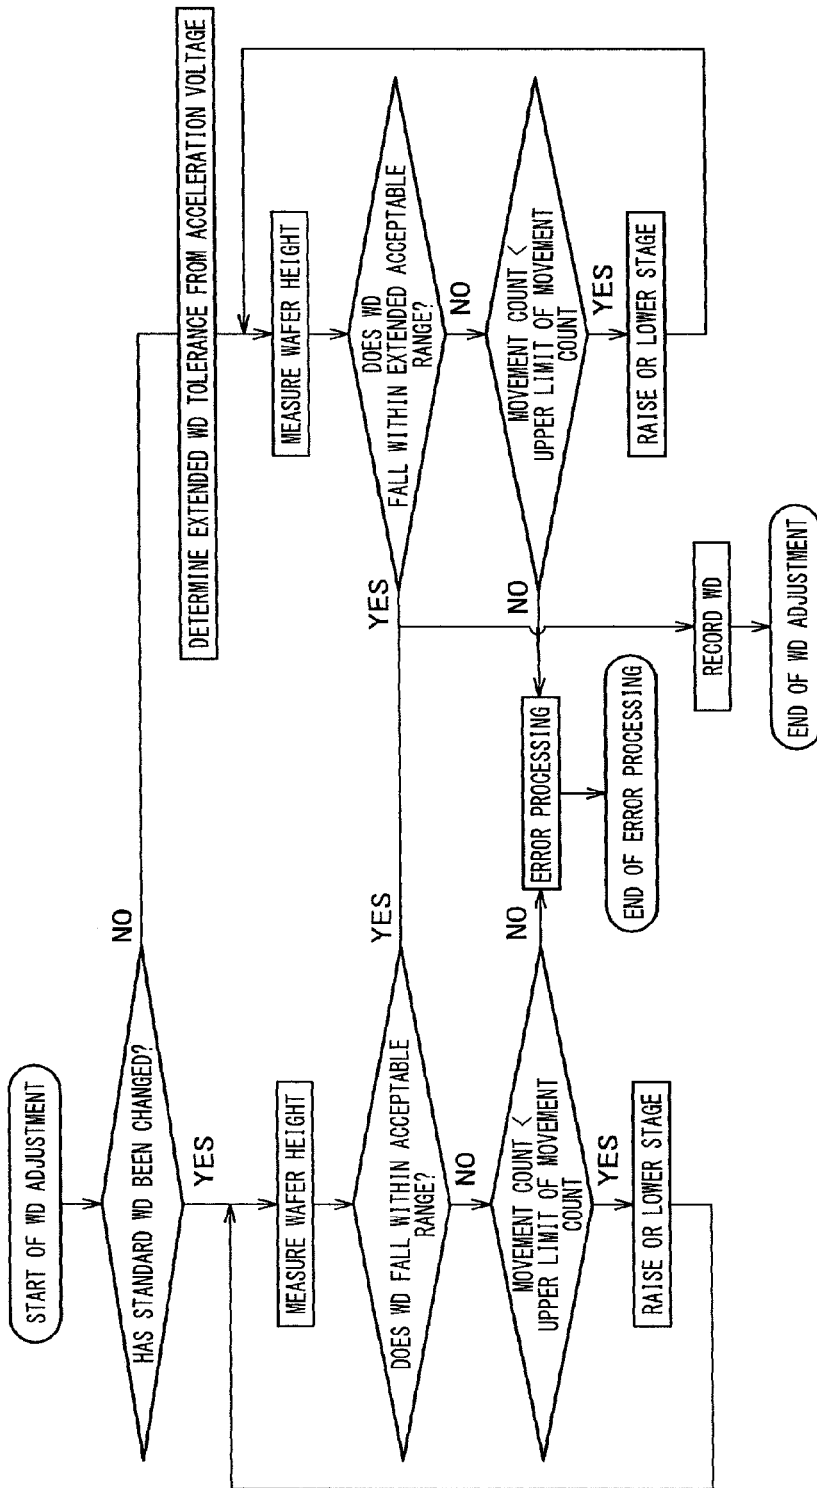 START OF WD ADJUSTMENT
HAS STANDARD WD BEEN CHANGED?
NO
YES
MEASURE WAFER HEIGHT
DOES WD FALL WITHIN ACCEPTABLE
RANGE?
YES
NO
MOVEMENT COUNT <
UPPER LIMIT OF MOVEMENT
COUNT
NO
YES
RAISE OR LOWER STAGE
DETERMINE EXTENDED WD TOLERANCE FROM ACCELERATION VOLTAGE
MEASURE WAFER HEIGHT
DOES WD
FALL WITHIN EXTENDED ACCEPTABLE
RANGE?
YES
NO
MOVEMENT COUNT <
UPPER LIMIT OF MOVEMENT
COUNT
NO
YES
RAISE OR LOWER STAGE
ERROR PROCESSING
END OF ERROR PROCESSING
RECORD WD
END OF WD ADJUSTMENT